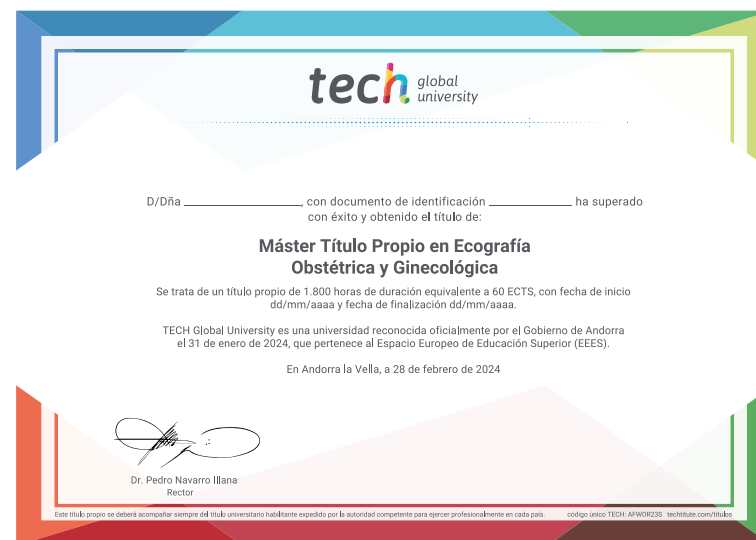 tech global
university
D/Dña ____________________, con documento de identificación ______________ ha superado
con éxito y obtenido el título de:
Máster Título Propio en Ecografía
Obstétrica y Ginecológica
Se trata de un título propio de 1.800 horas de duración equivalente a 60 ECTS, con fecha de inicio
dd/mm/aaaa y fecha de finalización dd/mm/aaaa.
TECH Global University es una universidad reconocida oficialmente por el Gobierno de Andorra
el 31 de enero de 2024, que pertenece al Espacio Europeo de Educación Superior (EEES).
En Andorra la Vella, a 28 de febrero de 2024
Dr. Pedro Navarro Illana
Rector
Este título propio se deberá acompañar siempre del título universitario habilitante expedido por la autoridad competente para ejercer profesionalmente en cada país. código único TECH: AFWOR23S techtitute.com/titulos